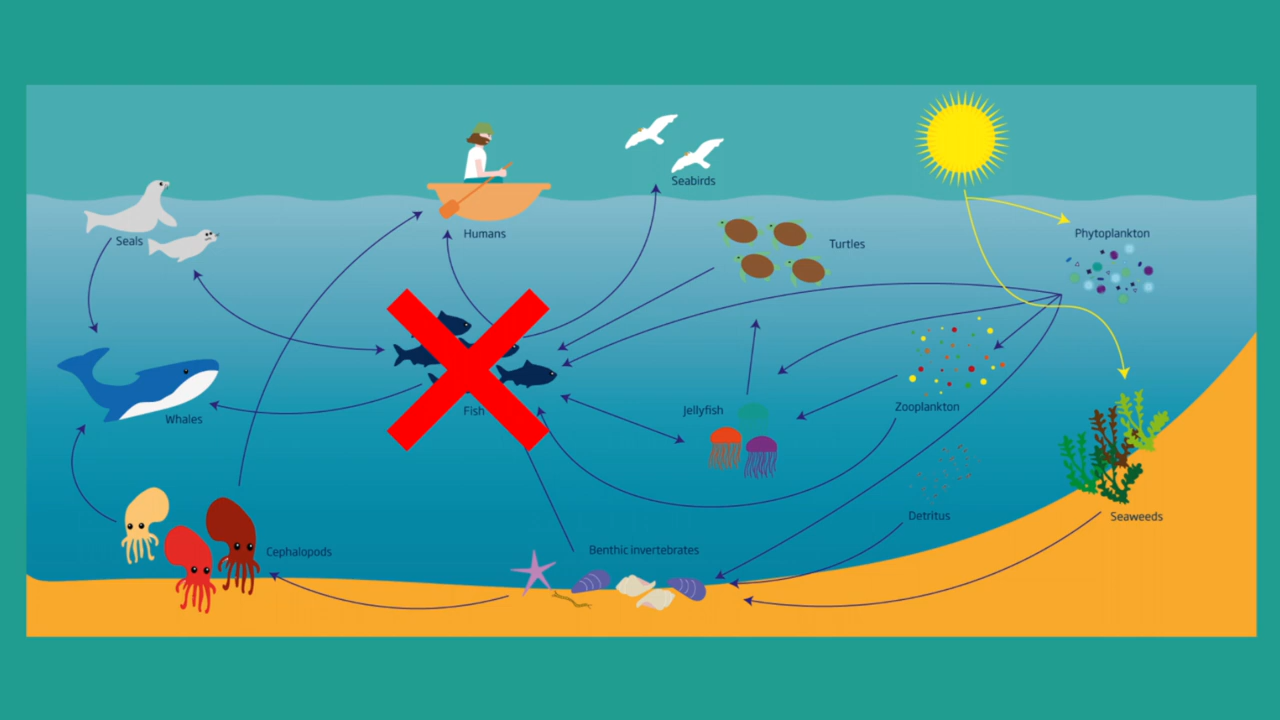 Seabirds
Seals
Humans
Turtles
Phytoplankton
Whales
Fish
Jellyfish
Zooplankton
Detritus
Seaweeds
Cephalopods
Benthic invertebrates